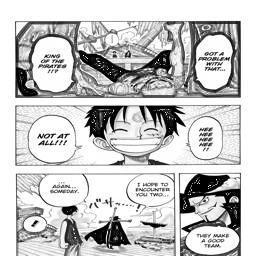 GOT A
PROBLEM
WITH
THAT...
KING
OF THE
PIRATES
!!?
HEE
HEE
HEE
!!
NOT AT
ALL!!!
THEY MAKE
A GOOD
TEAM.
I HOPE TO
ENCOUNTER
YOU TWO...
AGAIN...
SOMEDAY.
!